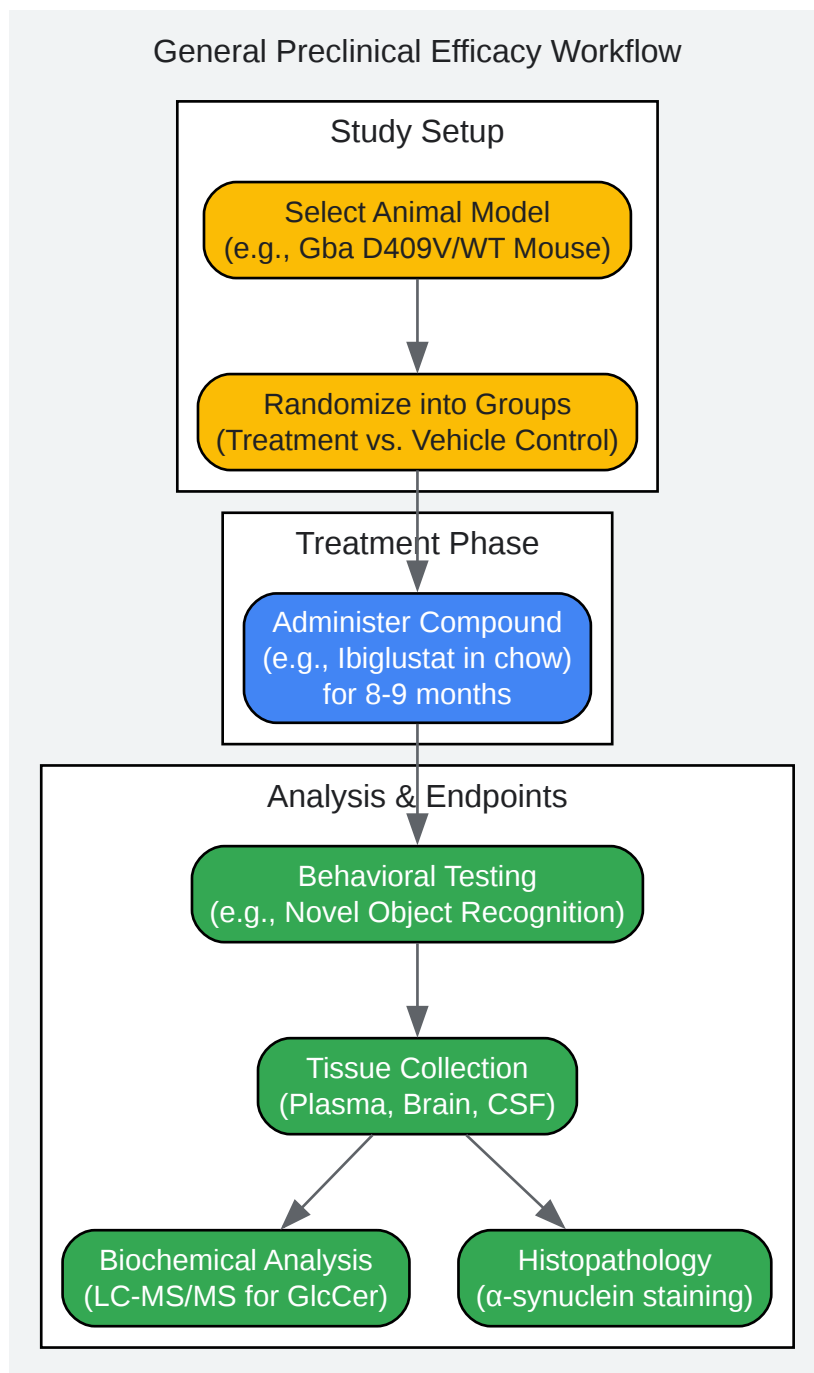 General Preclinical Efficacy Workflow
Study Setup
Select Animal Model
(e.g., Gba D409V/WT Mouse)
Randomize into Groups
(Treatment vs. Vehicle Control)
Treatment Phase
Administer Compound
(e.g., Ibiglustat in chow)
for 8-9 months
Analysis & Endpoints
Behavioral Testing
(e.g., Novel Object Recognition)
Tissue Collection
(Plasma, Brain, CSF)
Biochemical Analysis
(LC-MS/MS for GlcCer)
Histopathology
(α-synuclein staining)